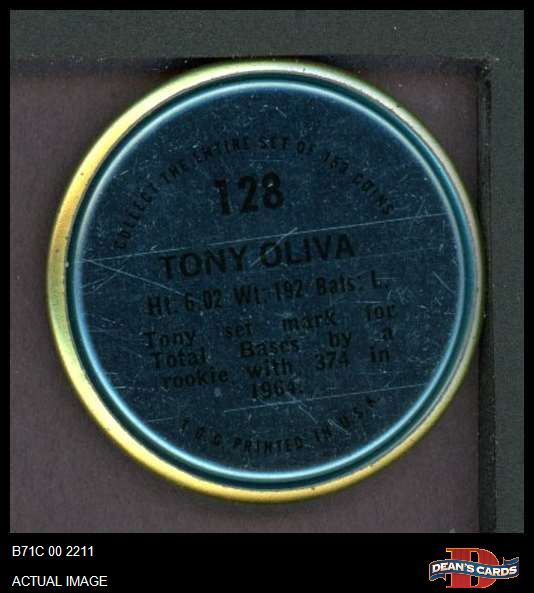 COLLECT THE ENTIRE SET OF 153 COINS
128
TONY OLIVA
Ht. 6.02 Wt. 192 Bats: L.
Tony set mark for
Total Bases by a
rookie with 374 in
1964.
T.C.G. PRINTED IN U.S.A.
B71C 00 2211
ACTUAL IMAGE
D
DEAN'S CARDS